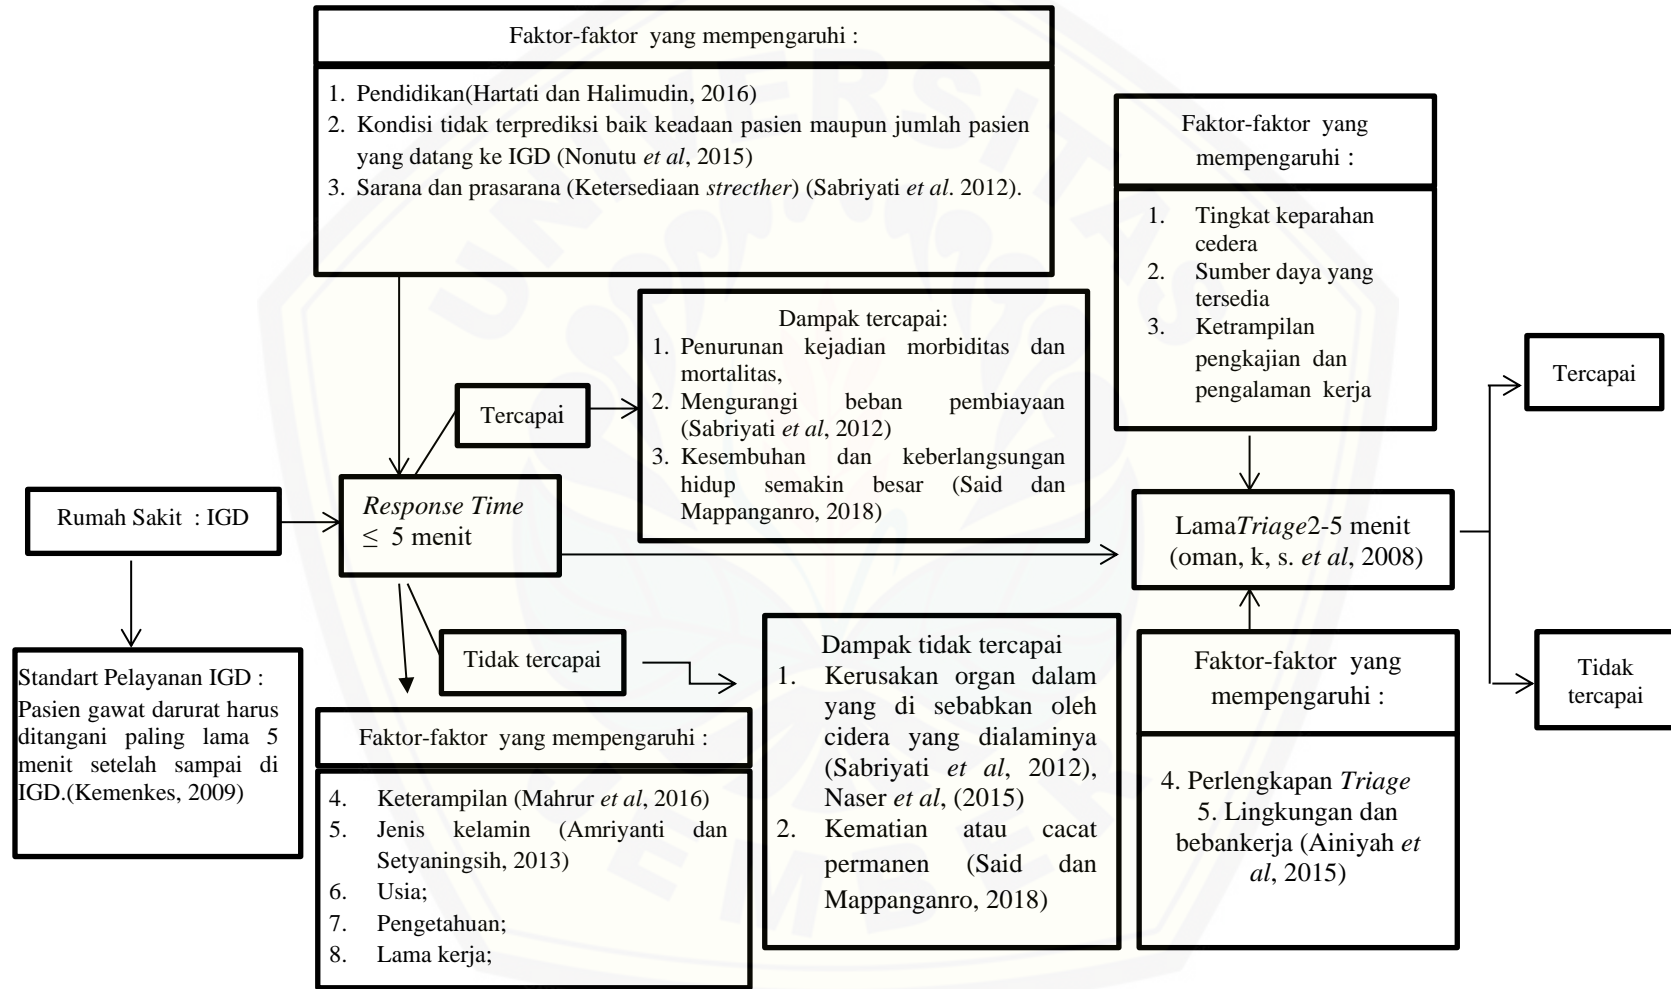 Faktor-faktor yang mempengaruhi :
1. Pendidikan(Hartati dan Halimudin, 2016)
2. Kondisi tidak terprediksi baik keadaan pasien maupun jumlah pasien
yang datang ke IGD (Nonutu et al, 2015)
3. Sarana dan prasarana (Ketersediaan strecther) (Sabriyati et al. 2012).
Faktor-faktor yang
mempengaruhi :
1. Tingkat keparahan
cedera
2. Sumber daya yang
tersedia
3. Ketrampilan
pengkajian dan
pengalaman kerja
Dampak tercapai:
1. Penurunan kejadian morbiditas dan
mortalitas,
2. Mengurangi beban pembiayaan
(Sabriyati et al, 2012)
3. Kesembuhan dan keberlangsungan
hidup semakin besar (Said dan
Mappanganro, 2018)
Tercapai
Tercapai
Rumah Sakit : IGD
Response Time
≤ 5 menit
LamaTriage2-5 menit
(oman, k, s. et al, 2008)
Standart Pelayanan IGD :
Pasien gawat darurat harus
ditangani paling lama 5
menit setelah sampai di
IGD.(Kemenkes, 2009)
Tidak tercapai
Dampak tidak tercapai
1. Kerusakan organ dalam
yang di sebabkan oleh
cidera yang dialaminya
(Sabriyati et al, 2012),
Naser et al, (2015)
2. Kematian atau cacat
permanen (Said dan
Mappanganro, 2018)
Faktor-faktor yang
mempengaruhi :
4. Perlengkapan Triage
5. Lingkungan dan
bebankerja (Ainiyah et
al, 2015)
Tidak
tercapai
Faktor-faktor yang mempengaruhi :
4. Keterampilan (Mahrur et al, 2016)
5. Jenis kelamin (Amriyanti dan
Setyaningsih, 2013)
6. Usia;
7. Pengetahuan;
8. Lama kerja;
UNIVERSITAS
JEMBER